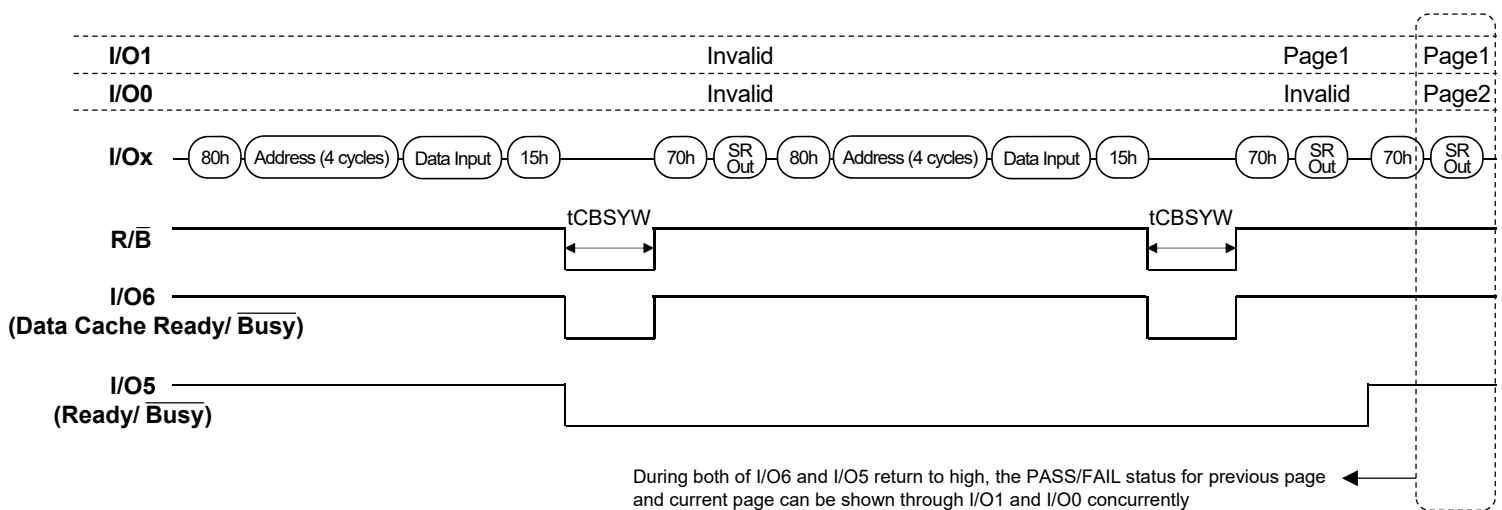 I/O1 Invalid Page1 Page1
I/O0 Invalid Invalid Page2
I/Ox 80h Address (4 cycles) Data Input 15h 70h SR Out 80h Address (4 cycles) Data Input 15h 70h SR Out 70h SR Out
tCBSYW tCBSYW
R/B̅
I/O6
(Data Cache Ready/ B̅u̅s̅y̅)
I/O5
(Ready/ B̅u̅s̅y̅)
During both of I/O6 and I/O5 return to high, the PASS/FAIL status for previous page
and current page can be shown through I/O1 and I/O0 concurrently